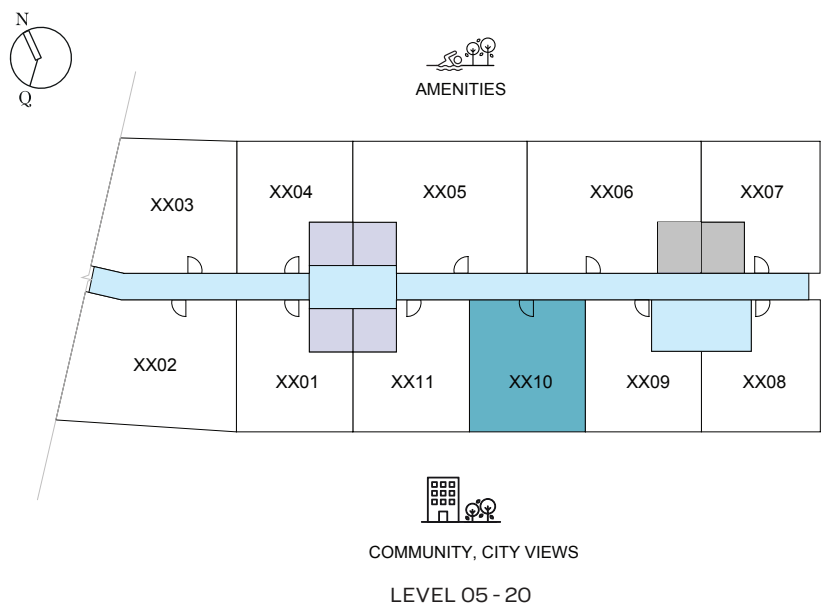 N
Q
AMENITIES
XX03
XX04
XX05
XX06
XX07
XX02
XX01
XX11
XX10
XX09
XX08
COMMUNITY, CITY VIEWS
LEVEL 05 - 20